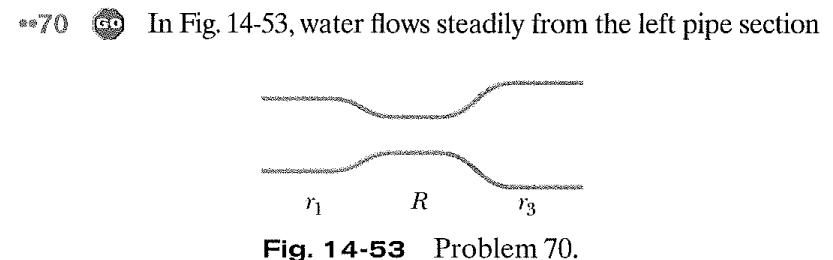 ••70 GO In Fig. 14-53, water flows steadily from the left pipe section
r₁ R r₃
Fig. 14-53 Problem 70.